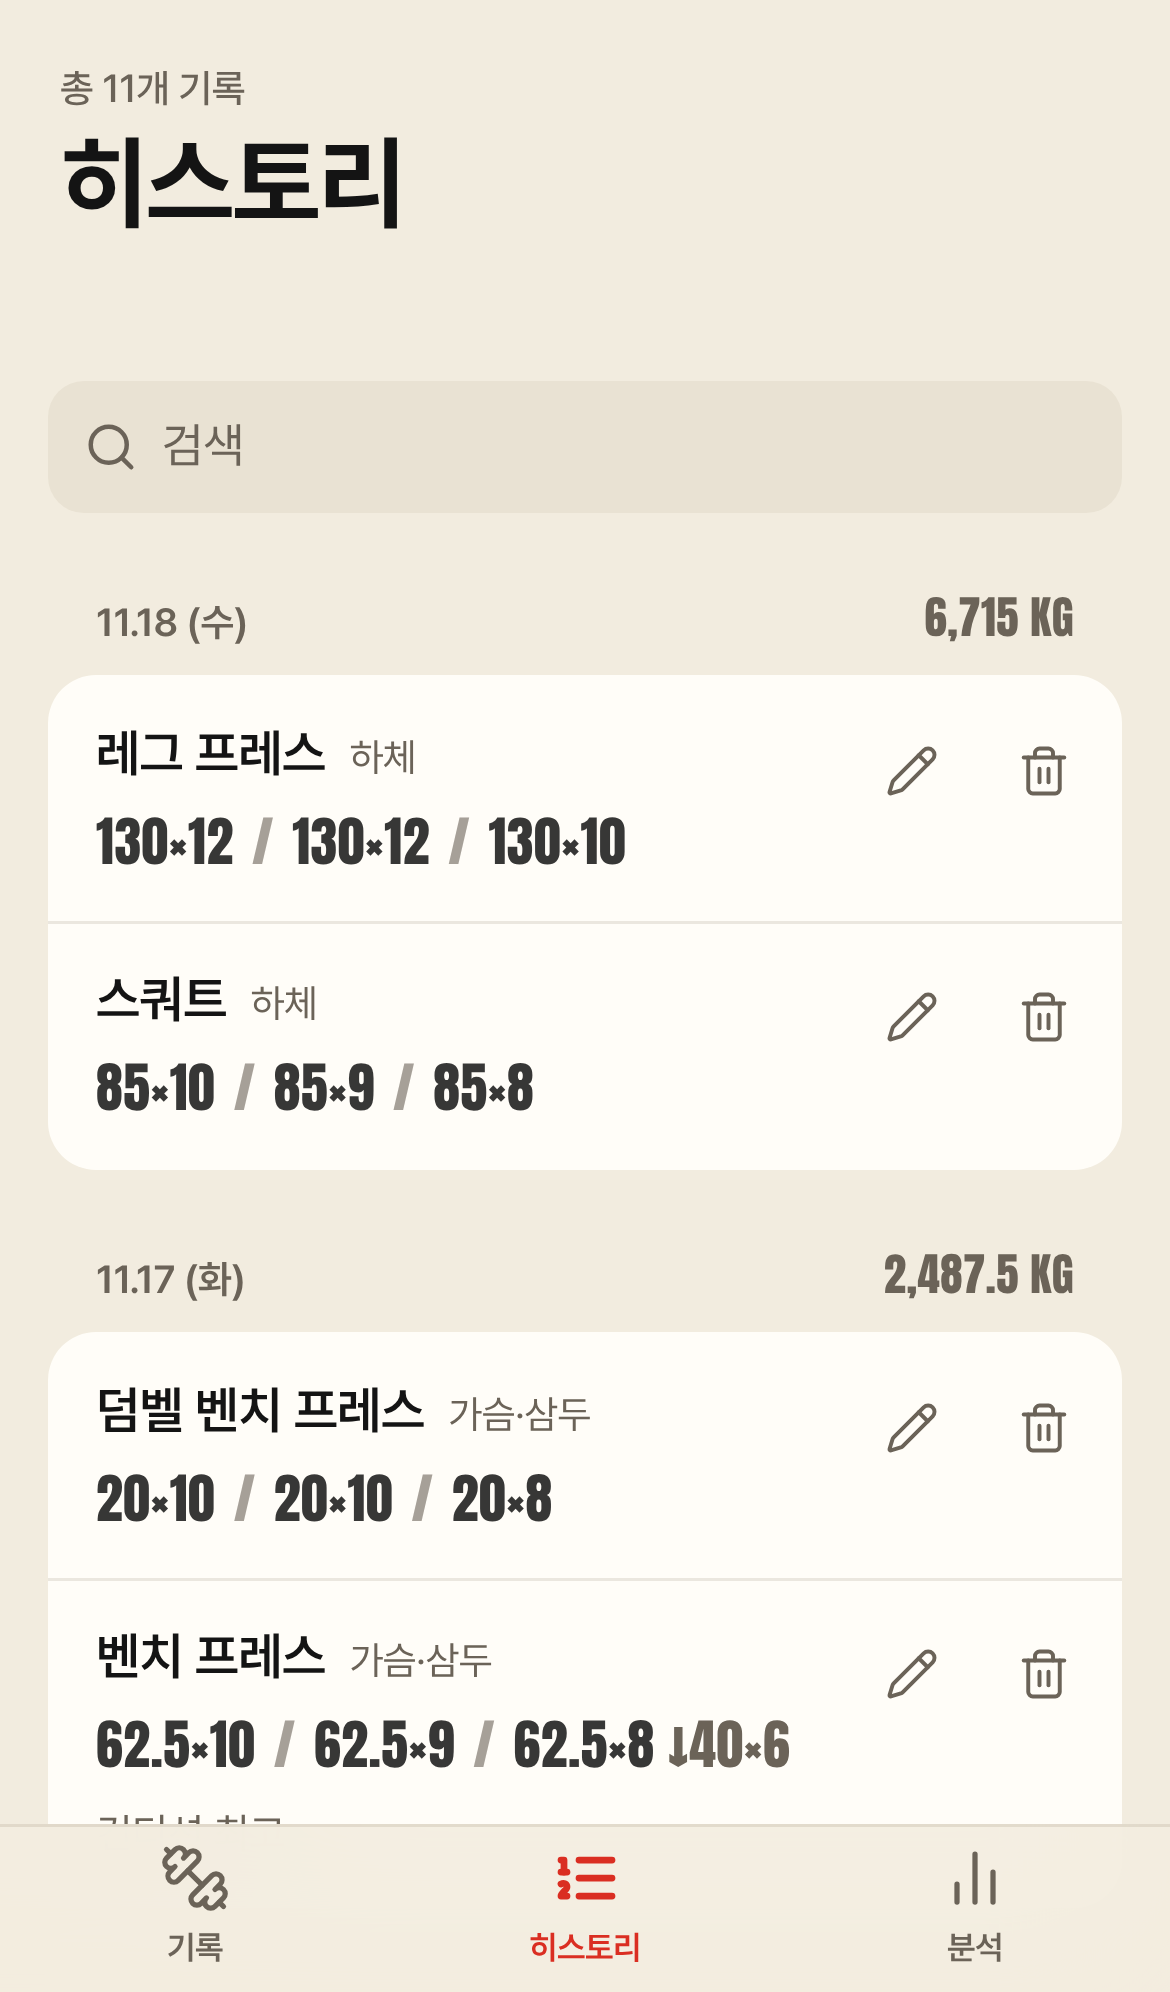 총 11개 기록
히스토리
검색
11.18 (수) 6,715 KG
레그 프레스 하체
130×12 / 130×12 / 130×10
스쿼트 하체
85×10 / 85×9 / 85×8
11.17 (화) 2,487.5 KG
덤벨 벤치 프레스 가슴·삼두
20×10 / 20×10 / 20×8
벤치 프레스 가슴·삼두
62.5×10 / 62.5×9 / 62.5×8 ↓40×6
기록 히스토리 분석